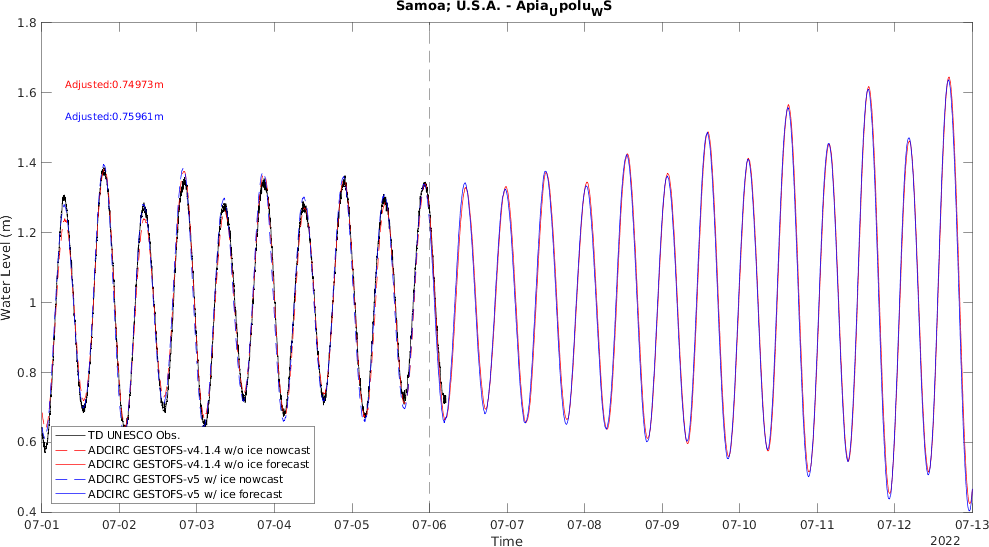 Samoa; U.S.A. - ApiaUpoluWS
1.8
1.6
1.4
1.2
1
0.8
0.6
0.4
Water Level (m)
Adjusted:0.74973m
Adjusted:0.75961m
TD UNESCO Obs.
ADCIRC GESTOFS-v4.1.4 w/o ice nowcast
ADCIRC GESTOFS-v4.1.4 w/o ice forecast
ADCIRC GESTOFS-v5 w/ ice nowcast
ADCIRC GESTOFS-v5 w/ ice forecast
07-01 07-02 07-03 07-04 07-05 07-06 07-07 07-08 07-09 07-10 07-11 07-12 07-13
Time
2022